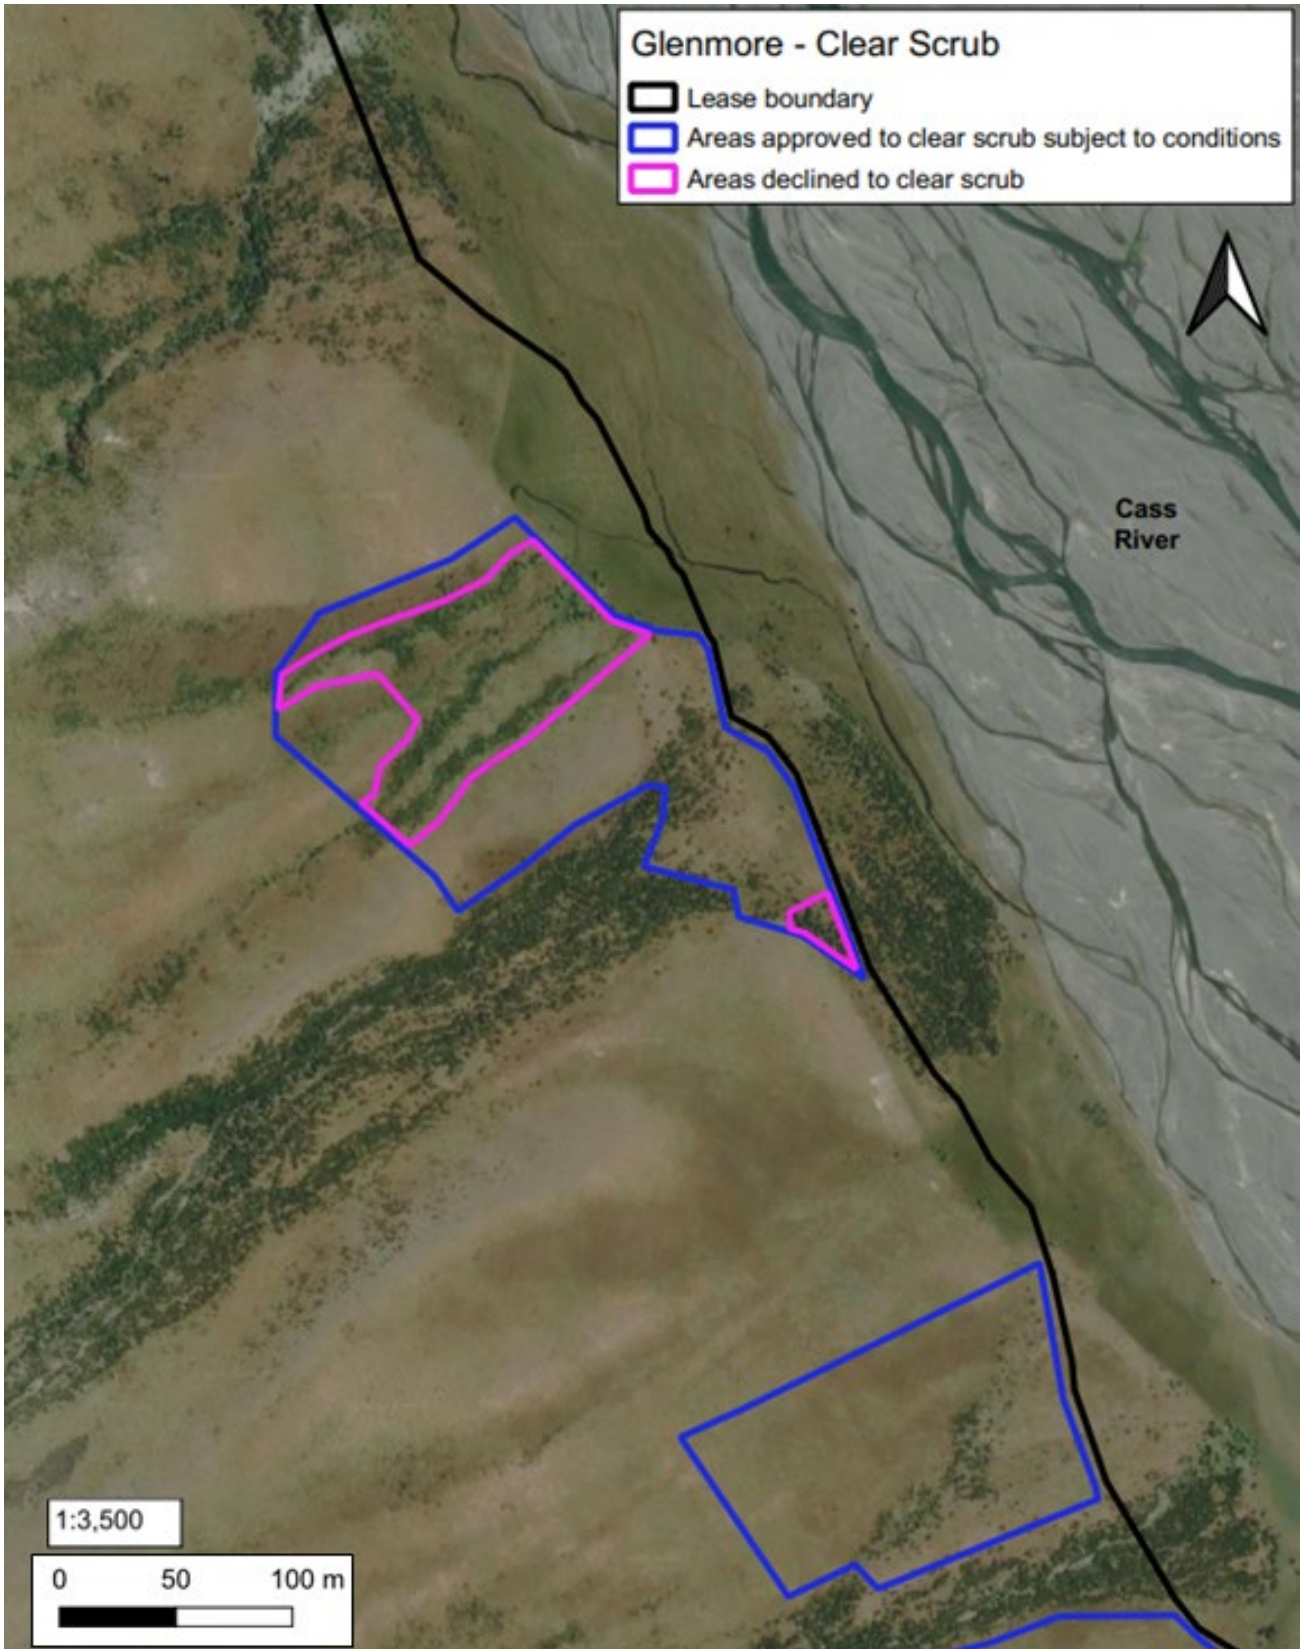 Glenmore - Clear Scrub
Lease boundary
Areas approved to clear scrub subject to conditions
Areas declined to clear scrub
Cass
River
1:3,500
0 50 100 m